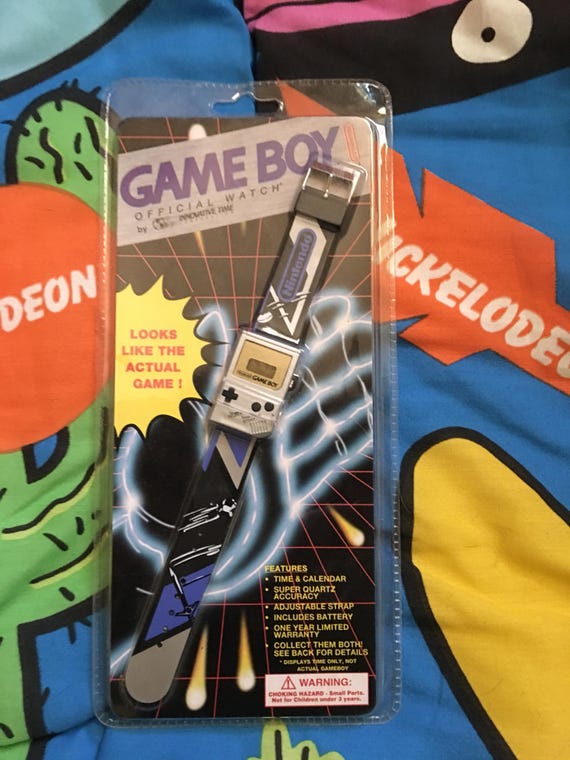 GAME BOY
OFFICIAL WATCH
by INNOVATIVE TIME
Nintendo
DEON
ICKELODEO
LOOKS
LIKE THE
ACTUAL
GAME !
GAME BOY
FEATURES
• TIME & CALENDAR
• SUPER QUARTZ
ACCURACY
• ADJUSTABLE STRAP
• INCLUDES BATTERY
• ONE YEAR LIMITED
WARRANTY
• COLLECT THEM BOTH!
SEE BACK FOR DETAILS
* DISPLAYS TIME ONLY, NOT
ACTUAL GAMEBOY
WARNING:
CHOKING HAZARD - Small Parts.
Not for Children under 3 years.